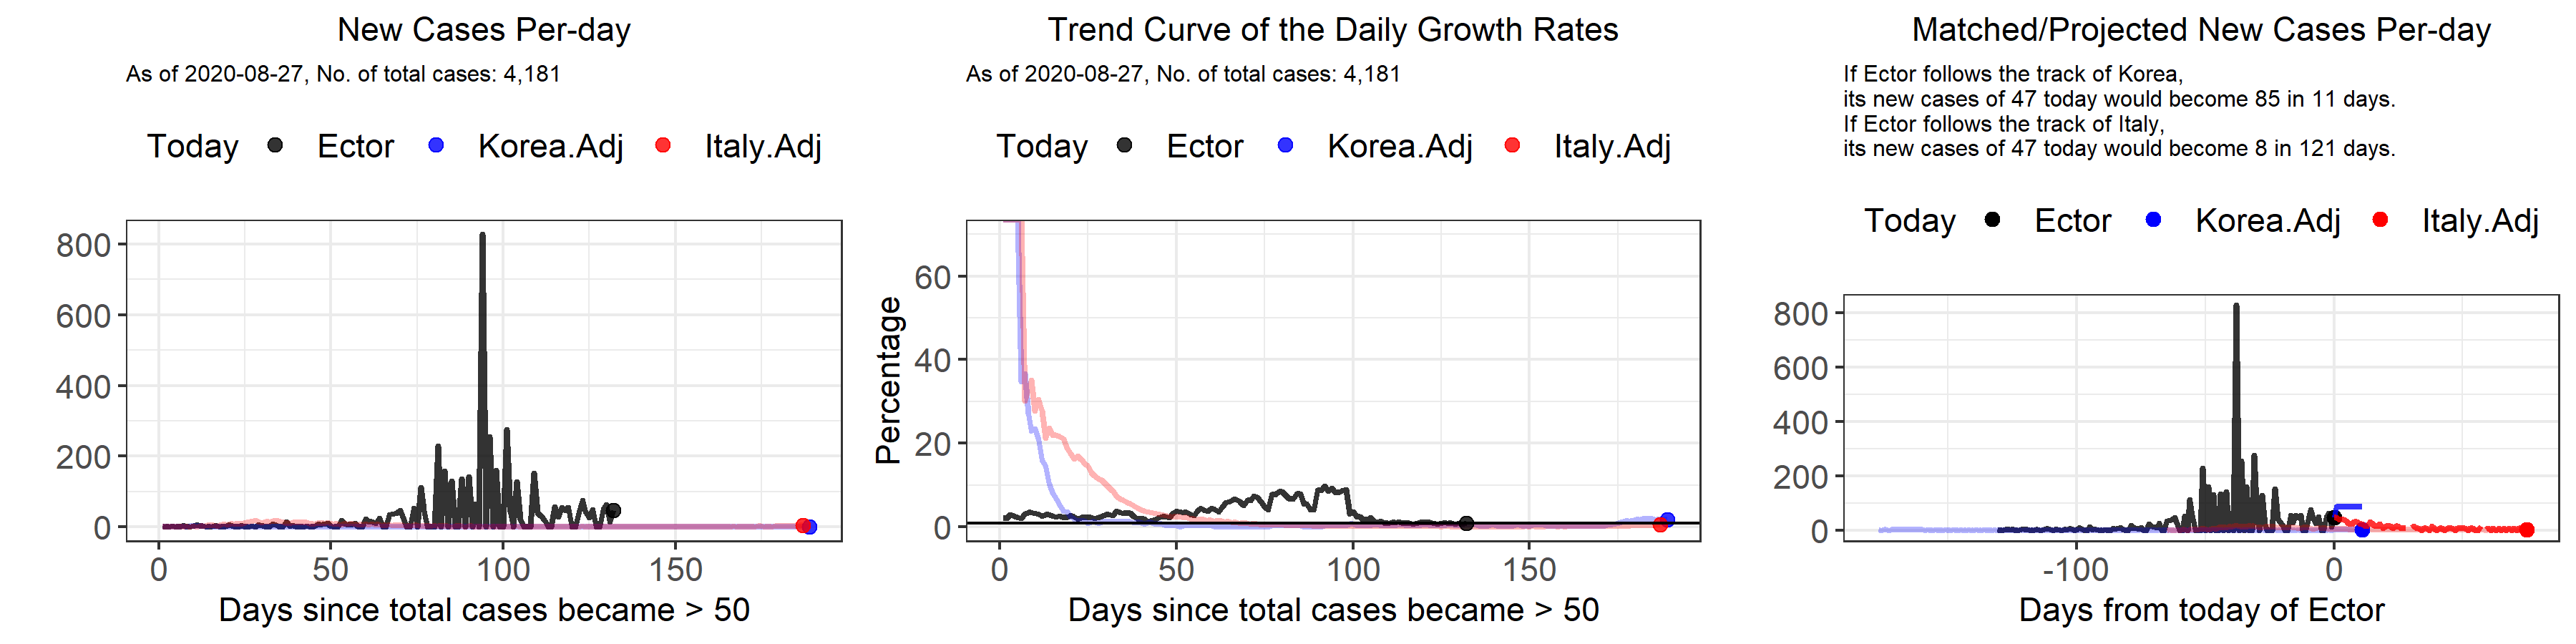 New Cases Per-day
As of 2020-08-27, No. of total cases: 4,181
Today Ector Korea.Adj Italy.Adj
800
600
400
200
0
0 50 100 150
Days since total cases became > 50
Trend Curve of the Daily Growth Rates
As of 2020-08-27, No. of total cases: 4,181
Today Ector Korea.Adj Italy.Adj
Percentage
60
40
20
0
0 50 100 150
Days since total cases became > 50
Matched/Projected New Cases Per-day
If Ector follows the track of Korea,
its new cases of 47 today would become 85 in 11 days.
If Ector follows the track of Italy,
its new cases of 47 today would become 8 in 121 days.
Today Ector Korea.Adj Italy.Adj
800
600
400
200
0
-100 0
Days from today of Ector